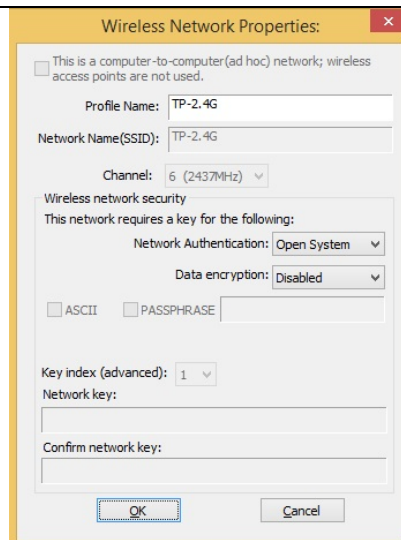 Wireless Network Properties:
This is a computer-to-computer(ad hoc) network; wireless
access points are not used.
Profile Name: TP-2.4G
Network Name(SSID): TP-2.4G
Channel: 6 (2437MHz)
Wireless network security
This network requires a key for the following:
Network Authentication: Open System
Data encryption: Disabled
ASCII PASSPHRASE
Key index (advanced): 1
Network key:
Confirm network key:
OK Cancel